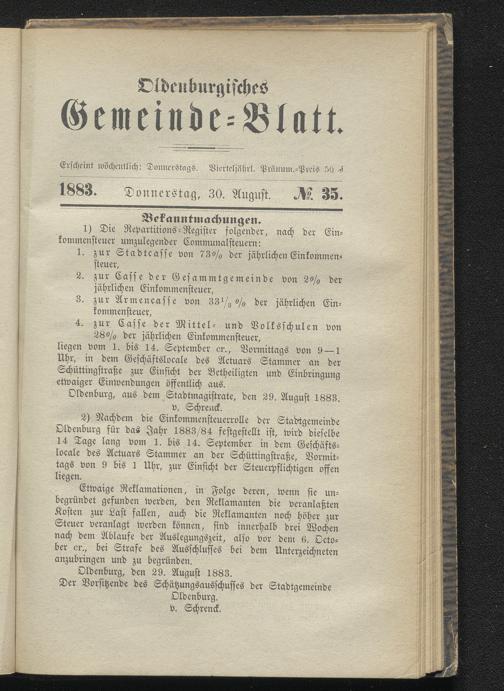 Oldenburgisches
Gemeinde-Blatt.
Erscheint wöchentlich: Donnerstags. Vierteljährl. Pränum.-Preis 50 ₰
1883. Donnerstag, 30. August. № 35.
Bekanntmachungen.
1) Die Repartitions-Register folgender, nach der Ein-
kommensteuer umzulegender Communalsteuern:
1. zur Stadtcasse von 73% der jährlichen Einkommen-
steuer,
2. zur Casse der Gesammtgemeinde von 2% der
jährlichen Einkommensteuer,
3. zur Armencasse von 33⅓% der jährlichen Ein-
kommensteuer,
4. zur Casse der Mittel- und Volksschulen von
28% der jährlichen Einkommensteuer,
liegen vom 1. bis 14. September cr., Vormittags von 9—1
Uhr, in dem Geschäftslocale des Actuars Stammer an der
Schüttingstraße zur Einsicht der Betheiligten und Einbringung
etwaiger Einwendungen öffentlich aus.
Oldenburg, aus dem Stadtmagistrate, den 29. August 1883.
v. Schrenck.
2) Nachdem die Einkommensteuerrolle der Stadtgemeinde
Oldenburg für das Jahr 1883/84 festgestellt ist, wird dieselbe
14 Tage lang vom 1. bis 14. September in dem Geschäfts-
locale des Actuars Stammer an der Schüttingstraße, Vormit-
tags von 9 bis 1 Uhr, zur Einsicht der Steuerpflichtigen offen
liegen.
Etwaige Reklamationen, in Folge deren, wenn sie un-
begründet gefunden werden, den Reklamanten die veranlaßten
Kosten zur Last fallen, auch die Reklamanten noch höher zur
Steuer veranlagt werden können, sind innerhalb drei Wochen
nach dem Ablaufe der Auslegungszeit, also vor dem 6. Octo-
ber cr., bei Strafe des Ausschlusses bei dem Unterzeichneten
anzubringen und zu begründen.
Oldenburg, den 29. August 1883.
Der Vorsitzende des Schätzungsausschusses der Stadtgemeinde
Oldenburg.
v. Schrenck.